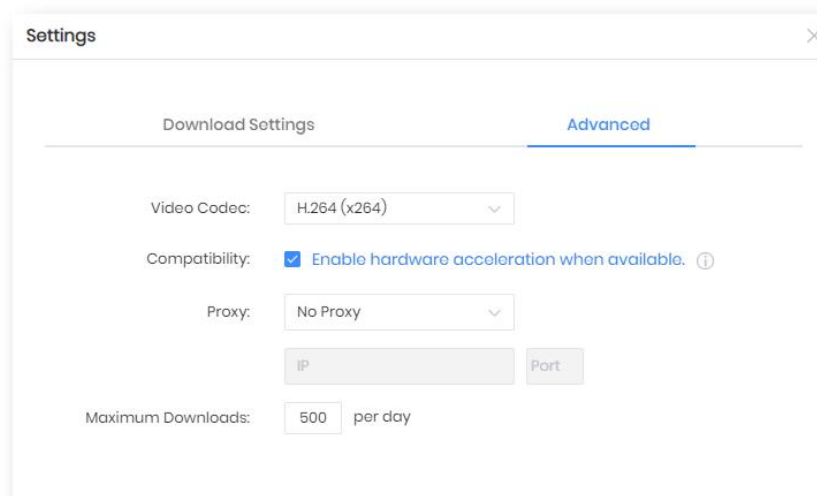 Settings
Download Settings Advanced
Video Codec: H.264 (x264)
Compatibility: Enable hardware acceleration when available.
Proxy: No Proxy
IP Port
Maximum Downloads: 500 per day